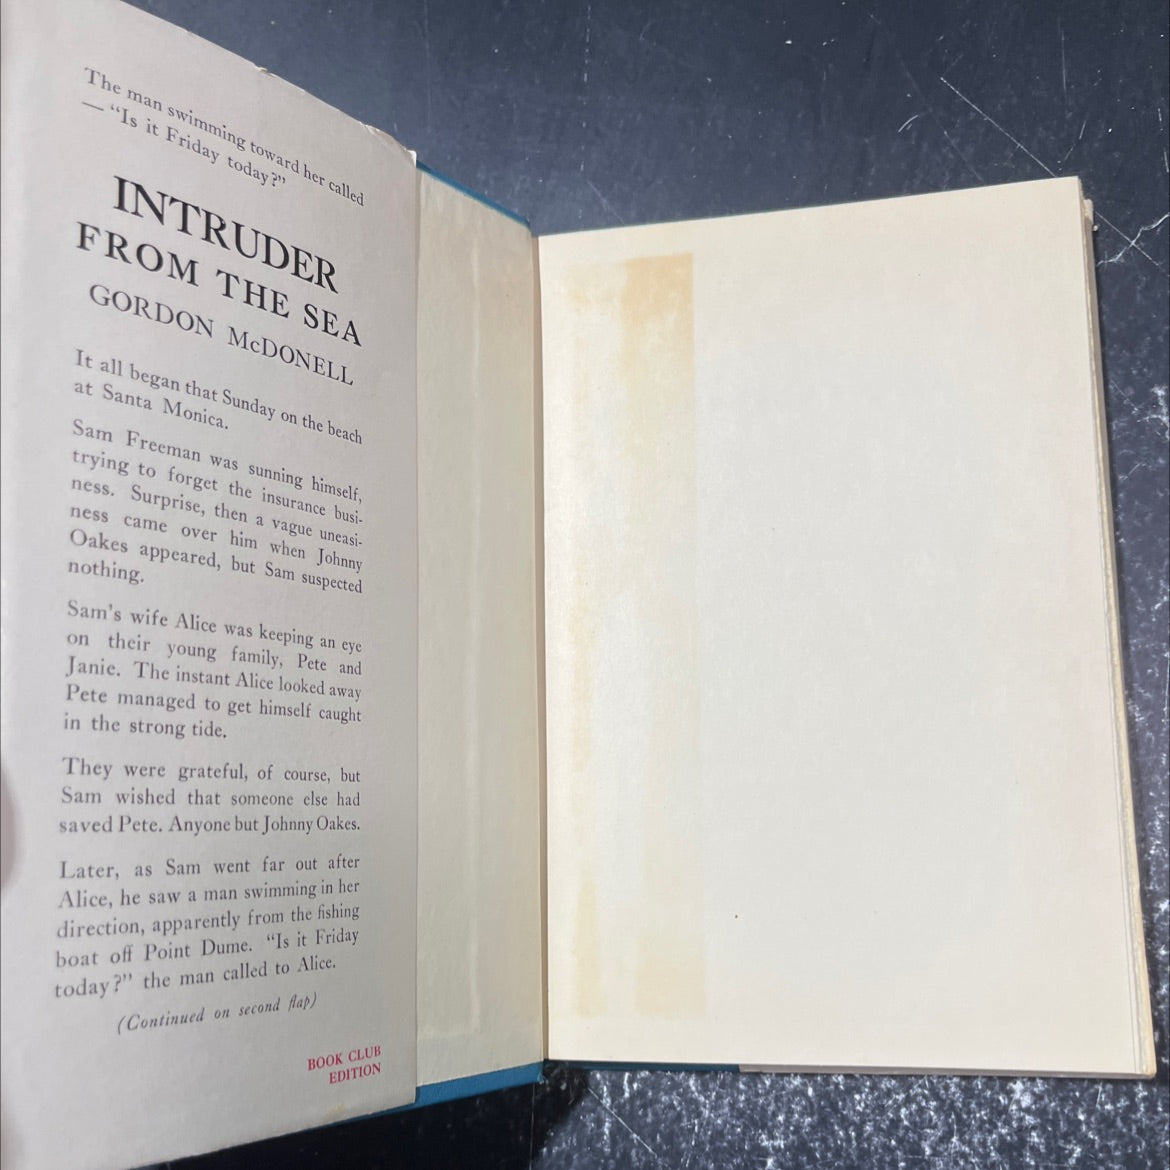 The man swimming toward her called
— “Is it Friday today?”
INTRUDER
FROM THE SEA
GORDON McDONELL
It all began that Sunday on the beach
at Santa Monica.
Sam Freeman was sunning himself,
trying to forget the insurance busi-
ness. Surprise, then a vague uneasi-
ness came over him when Johnny
Oakes appeared, but Sam suspected
nothing.
Sam’s wife Alice was keeping an eye
on their young family, Pete and
Janie. The instant Alice looked away
Pete managed to get himself caught
in the strong tide.
They were grateful, of course, but
Sam wished that someone else had
saved Pete. Anyone but Johnny Oakes.
Later, as Sam went far out after
Alice, he saw a man swimming in her
direction, apparently from the fishing
boat off Point Dume. “Is it Friday
today?” the man called to Alice.
(Continued on second flap)
BOOK CLUB
EDITION